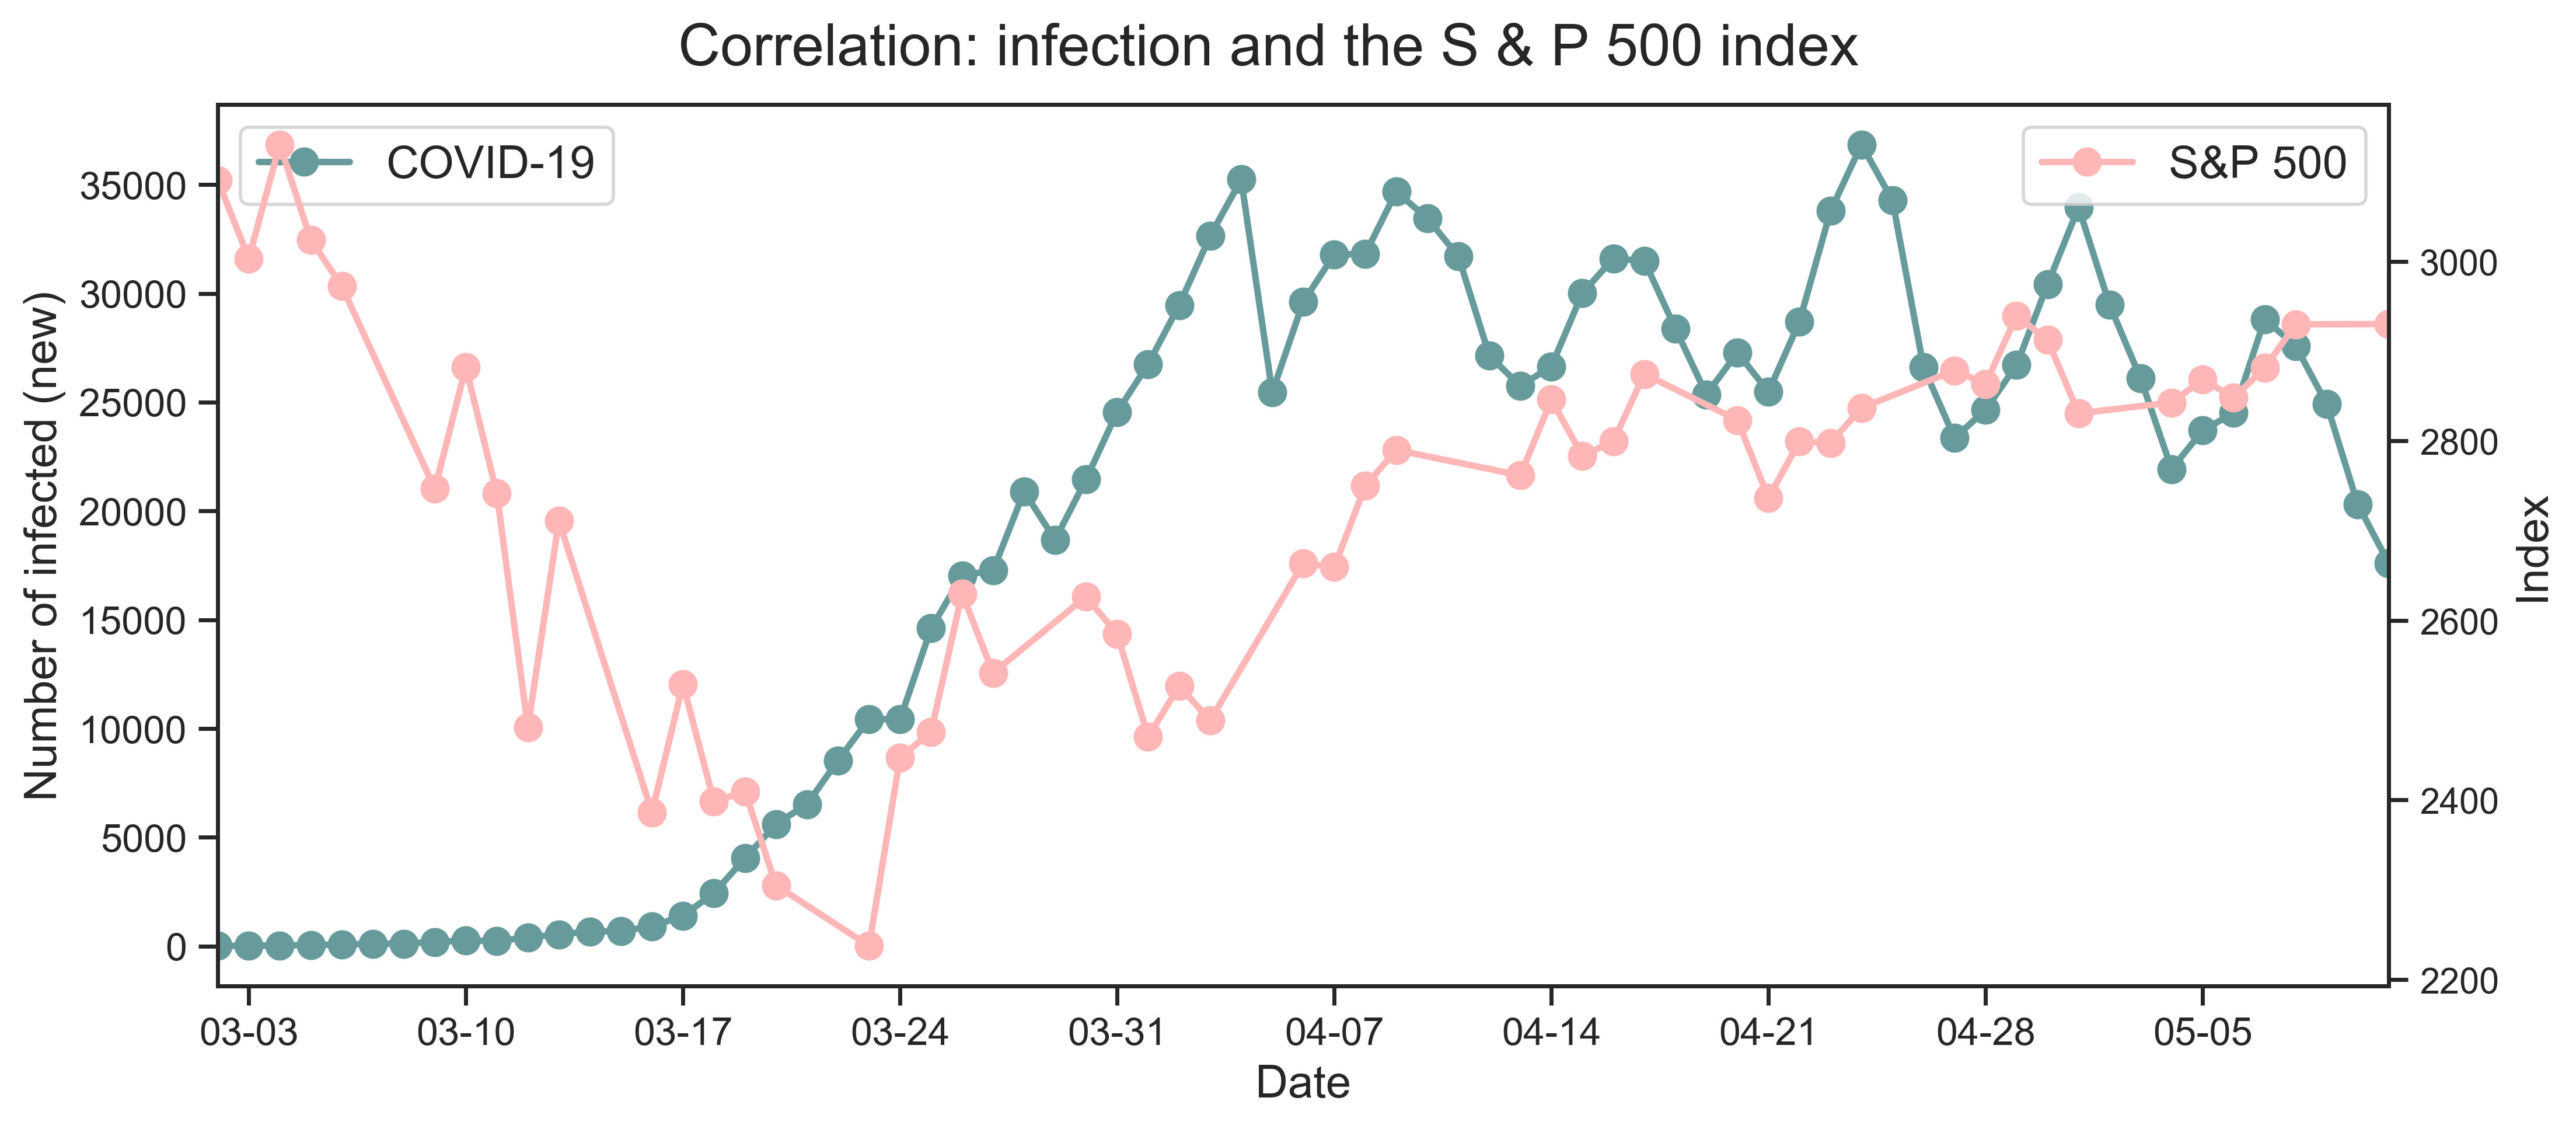 Correlation: infection and the S & P 500 index
COVID-19
S&P 500
Number of infected (new)
35000
30000
25000
20000
15000
10000
5000
0
Index
3000
2800
2600
2400
2200
03-03 03-10 03-17 03-24 03-31 04-07 04-14 04-21 04-28 05-05
Date